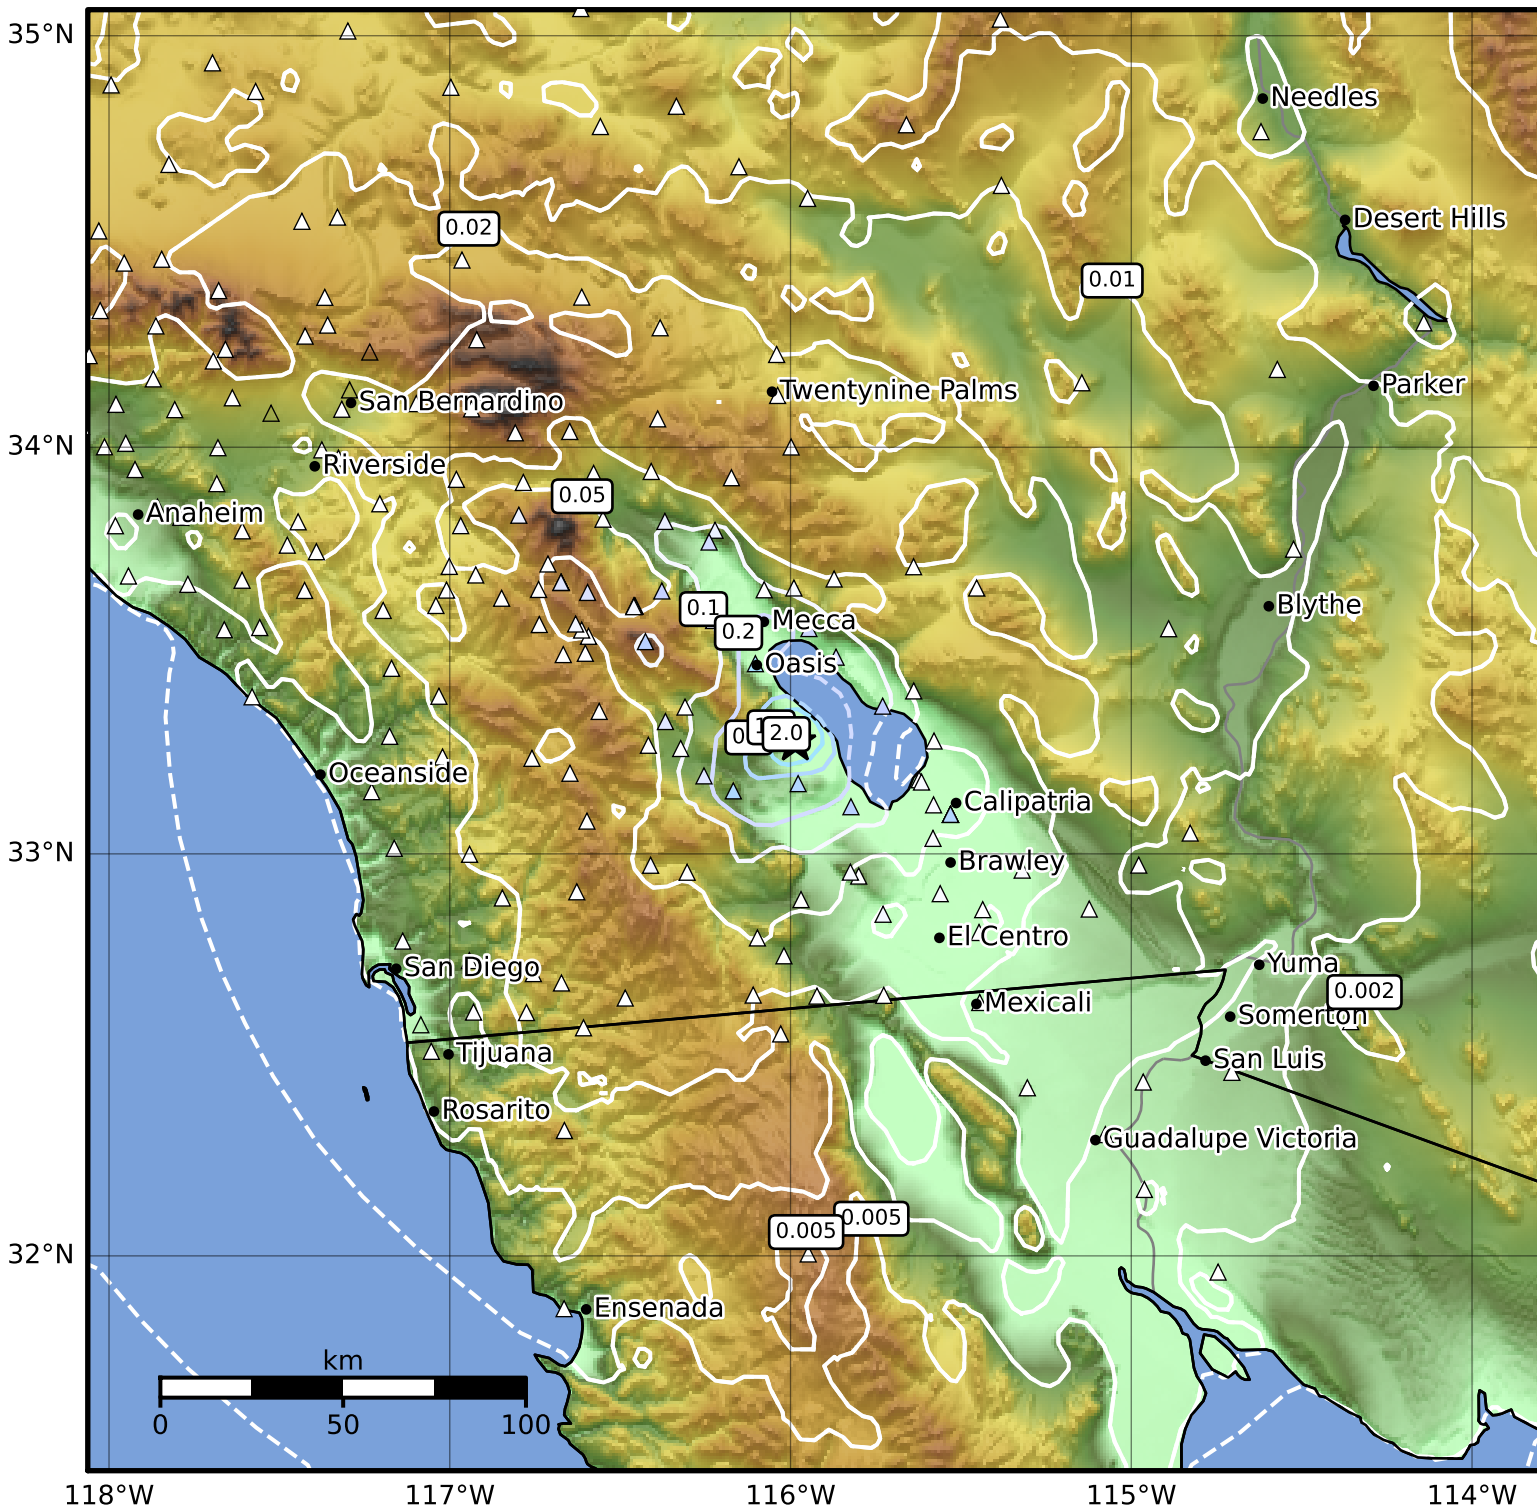 35°N
Needles
Desert Hills
0.02
0.01
Twentynine Palms
Parker
San Bernardino
34°N
Riverside
0.05
Anaheim
Blythe
0.1
Mecca
0.2
Oasis
2.0
Oceanside
Calipatria
33°N
Brawley
El Centro
San Diego
Yuma
0.002
Mexicali
Somerton
Tijuana
San Luis
Rosarito
Guadalupe Victoria
0.005
0.005
32°N
Ensenada
km
0 50 100
118°W 117°W 116°W 115°W 114°W